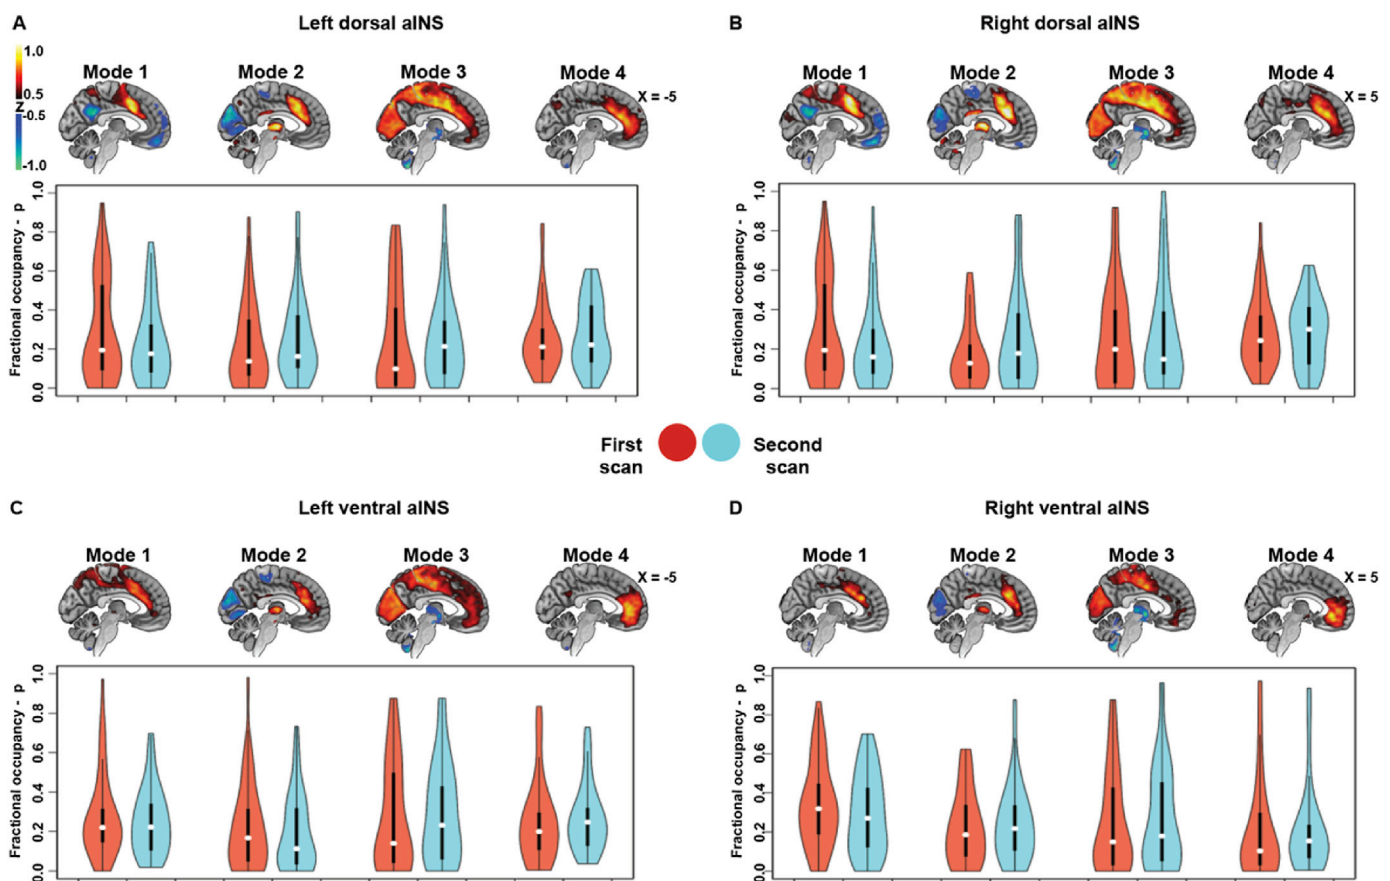 A
Left dorsal aINS
Mode 1
Mode 2
Mode 3
Mode 4
X = -5
1.0
0.5
Z
-0.5
-1.0
Fractional occupancy - p
1.0
0.8
0.6
0.4
0.2
0.0
B
Right dorsal aINS
Mode 1
Mode 2
Mode 3
Mode 4
X = 5
Fractional occupancy - p
1.0
0.8
0.6
0.4
0.2
0.0
First
scan
Second
scan
C
Left ventral aINS
Mode 1
Mode 2
Mode 3
Mode 4
X = -5
Fractional occupancy - p
1.0
0.8
0.6
0.4
0.2
0.0
D
Right ventral aINS
Mode 1
Mode 2
Mode 3
Mode 4
X = 5
Fractional occupancy - p
1.0
0.8
0.6
0.4
0.2
0.0